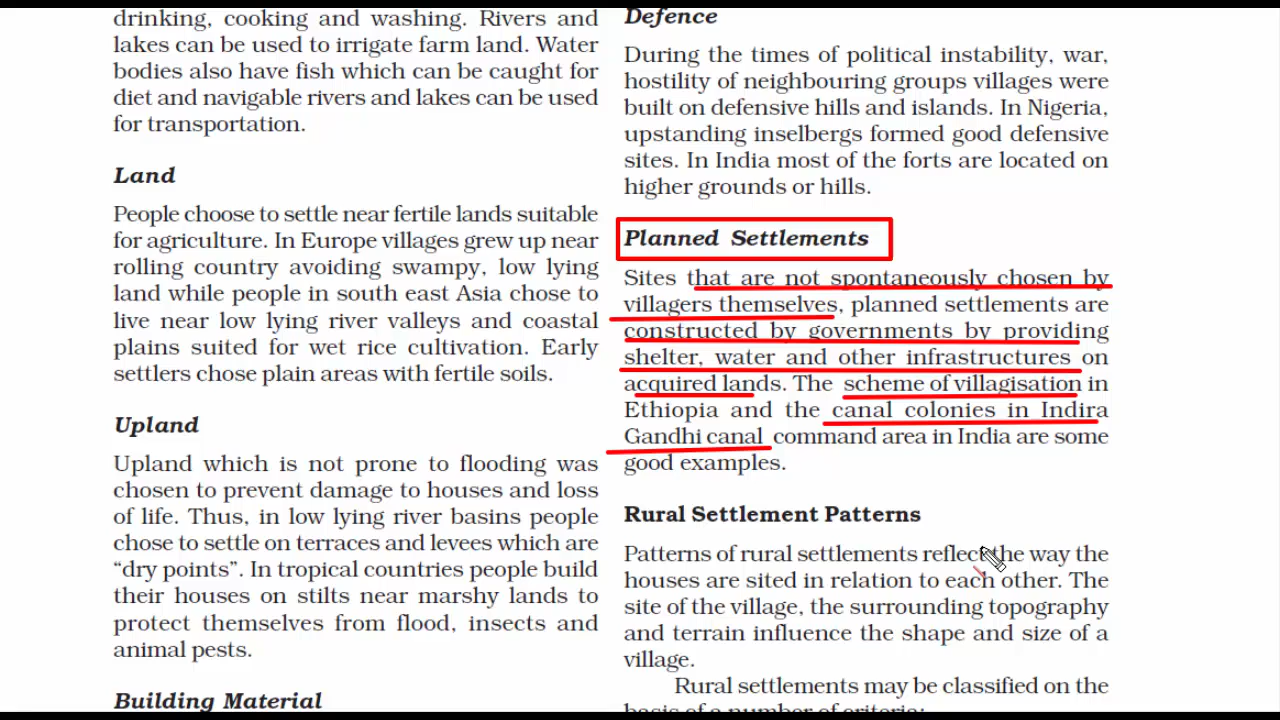 drinking, cooking and washing. Rivers and
lakes can be used to irrigate farm land. Water
bodies also have fish which can be caught for
diet and navigable rivers and lakes can be used
for transportation.
Land
People choose to settle near fertile lands suitable
for agriculture. In Europe villages grew up near
rolling country avoiding swampy, low lying
land while people in south east Asia chose to
live near low lying river valleys and coastal
plains suited for wet rice cultivation. Early
settlers chose plain areas with fertile soils.
Upland
Upland which is not prone to flooding was
chosen to prevent damage to houses and loss
of life. Thus, in low lying river basins people
chose to settle on terraces and levees which are
“dry points”. In tropical countries people build
their houses on stilts near marshy lands to
protect themselves from flood, insects and
animal pests.
Building Material
Defence
During the times of political instability, war,
hostility of neighbouring groups villages were
built on defensive hills and islands. In Nigeria,
upstanding inselbergs formed good defensive
sites. In India most of the forts are located on
higher grounds or hills.
Planned Settlements
Sites that are not spontaneously chosen by
villagers themselves, planned settlements are
constructed by governments by providing
shelter, water and other infrastructures on
acquired lands. The scheme of villagisation in
Ethiopia and the canal colonies in Indira
Gandhi canal command area in India are some
good examples.
Rural Settlement Patterns
Patterns of rural settlements reflect the way the
houses are sited in relation to each other. The
site of the village, the surrounding topography
and terrain influence the shape and size of a
village.
Rural settlements may be classified on the
basis of a number of criteria: